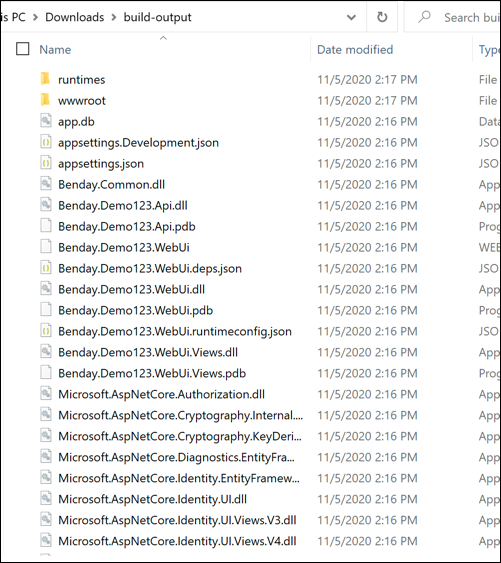 is PC > Downloads > build-output Search bui
Name Date modified Type
runtimes 11/5/2020 2:17 PM File
wwwroot 11/5/2020 2:17 PM File
app.db 11/5/2020 2:16 PM Data
appsettings.Development.json 11/5/2020 2:16 PM JSO
appsettings.json 11/5/2020 2:16 PM JSO
Benday.Common.dll 11/5/2020 2:16 PM App
Benday.Demo123.Api.dll 11/5/2020 2:16 PM App
Benday.Demo123.Api.pdb 11/5/2020 2:16 PM Prog
Benday.Demo123.WebUi 11/5/2020 2:16 PM WEE
Benday.Demo123.WebUi.deps.json 11/5/2020 2:16 PM JSO
Benday.Demo123.WebUi.dll 11/5/2020 2:16 PM App
Benday.Demo123.WebUi.pdb 11/5/2020 2:16 PM Prog
Benday.Demo123.WebUi.runtimeconfig.json 11/5/2020 2:16 PM JSO
Benday.Demo123.WebUi.Views.dll 11/5/2020 2:16 PM App
Benday.Demo123.WebUi.Views.pdb 11/5/2020 2:16 PM Prog
Microsoft.AspNetCore.Authorization.dll 11/5/2020 2:16 PM App
Microsoft.AspNetCore.Cryptography.Internal.... 11/5/2020 2:16 PM App
Microsoft.AspNetCore.Cryptography.KeyDeri... 11/5/2020 2:16 PM App
Microsoft.AspNetCore.Diagnostics.EntityFra... 11/5/2020 2:16 PM App
Microsoft.AspNetCore.Identity.EntityFramew... 11/5/2020 2:16 PM App
Microsoft.AspNetCore.Identity.UI.dll 11/5/2020 2:16 PM App
Microsoft.AspNetCore.Identity.UI.Views.V3.dll 11/5/2020 2:16 PM App
Microsoft.AspNetCore.Identity.UI.Views.V4.dll 11/5/2020 2:16 PM App